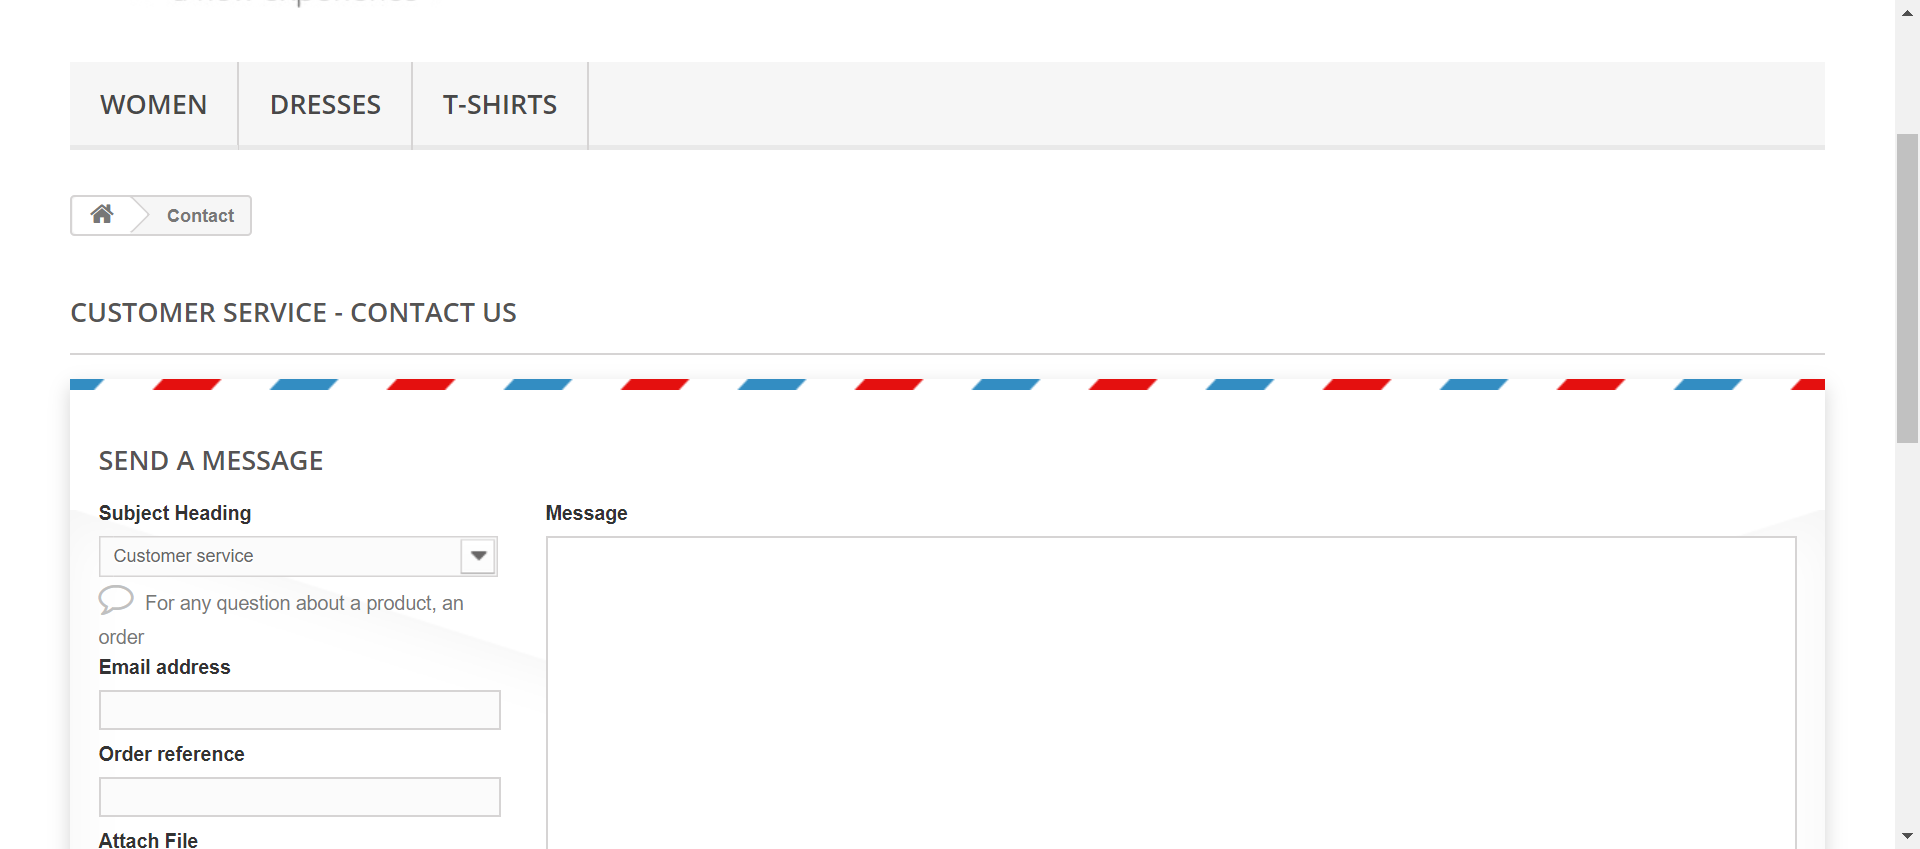 WOMEN DRESSES T-SHIRTS
Contact
CUSTOMER SERVICE - CONTACT US
SEND A MESSAGE
Subject Heading
Customer service
For any question about a product, an
order
Email address
Order reference
Attach File
Message